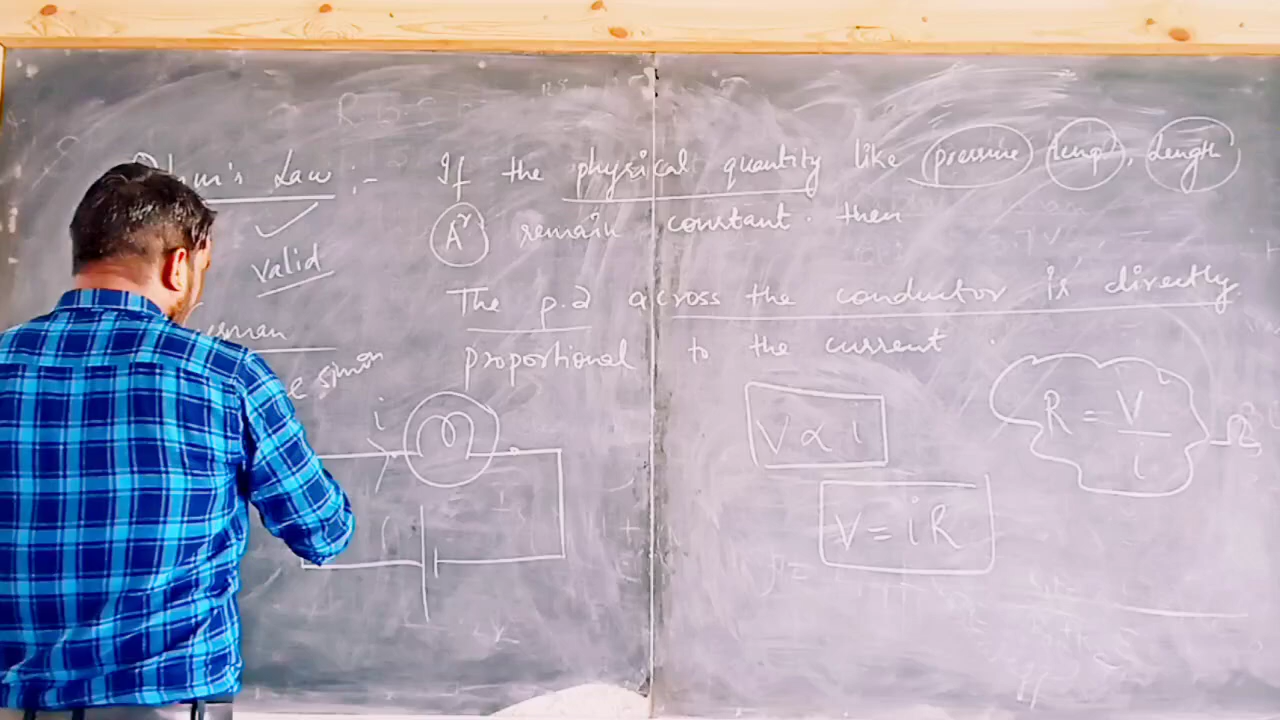 Ohm's Law :- If the physical quantity like pressure, temp, Length
A remain constant. then
valid
The p.d across the conductor is directly
proportional to the current.
i
V ∝ i
R = V/i
Ω
V = iR